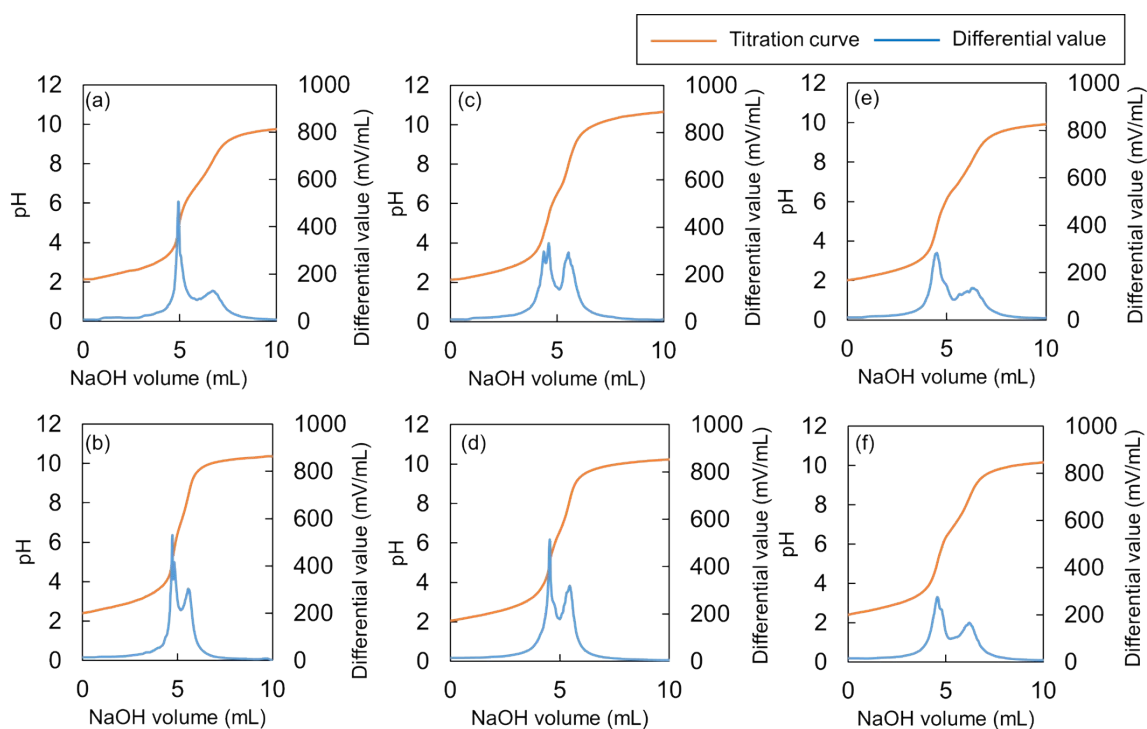 Titration curve Differential value
(a)
12
10
8
6
4
2
0
pH
1000
800
600
400
200
0
Differential value (mV/mL)
0 5 10
NaOH volume (mL)
(c)
12
10
8
6
4
2
0
pH
1000
800
600
400
200
0
Differential value (mV/mL)
0 5 10
NaOH volume (mL)
(e)
12
10
8
6
4
2
0
pH
1000
800
600
400
200
0
Differential value (mV/mL)
0 5 10
NaOH volume (mL)
(b)
12
10
8
6
4
2
0
pH
1000
800
600
400
200
0
Differential value (mV/mL)
0 5 10
NaOH volume (mL)
(d)
12
10
8
6
4
2
0
pH
1000
800
600
400
200
0
Differential value (mV/mL)
0 5 10
NaOH volume (mL)
(f)
12
10
8
6
4
2
0
pH
1000
800
600
400
200
0
Differential value (mV/mL)
0 5 10
NaOH volume (mL)